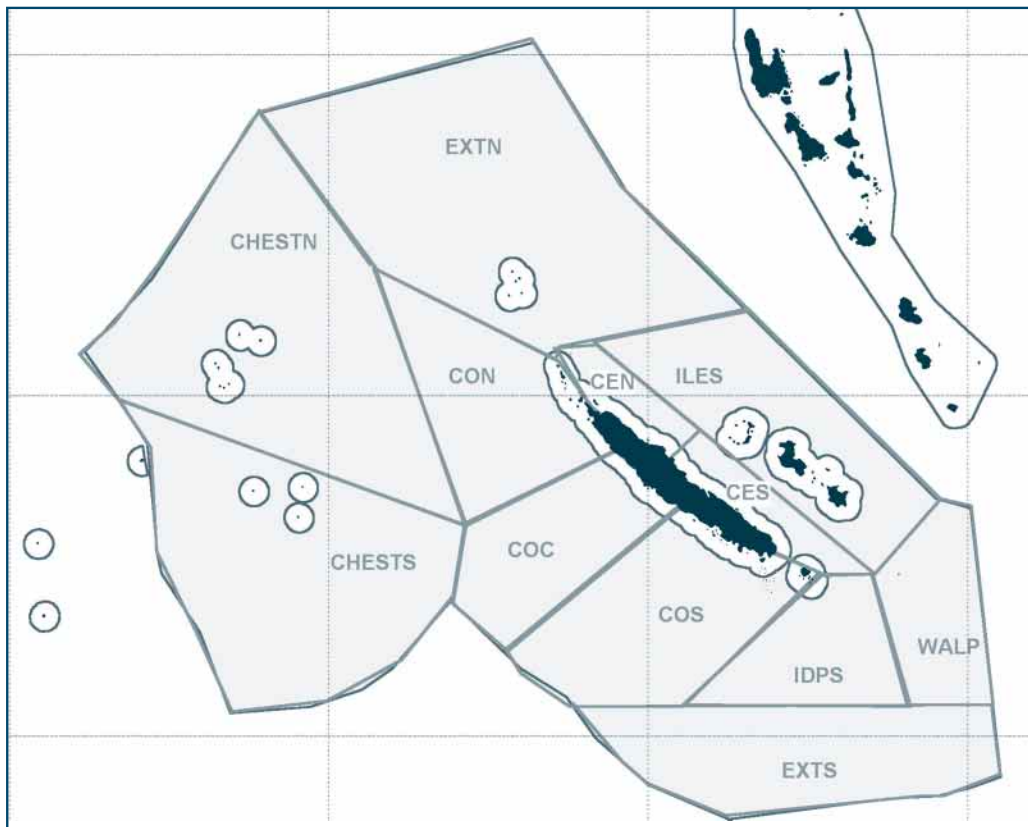 EXTN
CHESTN
CON
CEN
ILES
CES
COC
CHESTS
COS
WALP
IDPS
EXTS